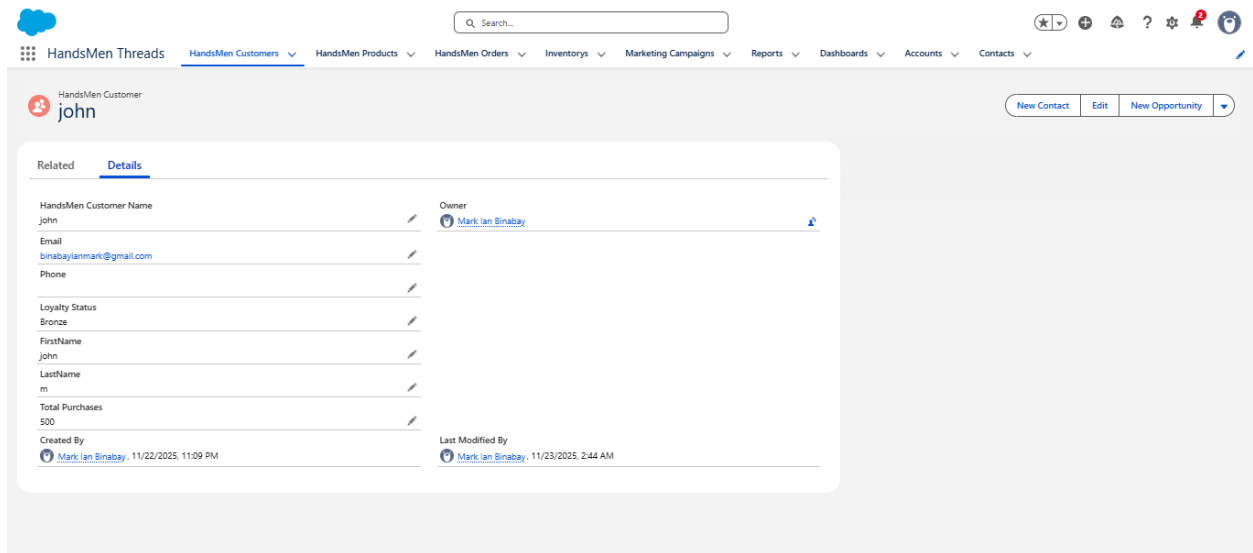 Search...
2
HandsMen Threads
HandsMen Customers
HandsMen Products
HandsMen Orders
Inventorys
Marketing Campaigns
Reports
Dashboards
Accounts
Contacts
HandsMen Customer
john
New Contact
Edit
New Opportunity
Related
Details
HandsMen Customer Name
john
Owner
Mark Ian Binabay
Email
binabayianmark@gmail.com
Phone
Loyalty Status
Bronze
FirstName
john
LastName
m
Total Purchases
500
Created By
Mark Ian Binabay, 11/22/2025, 11:09 PM
Last Modified By
Mark Ian Binabay, 11/23/2025, 2:44 AM